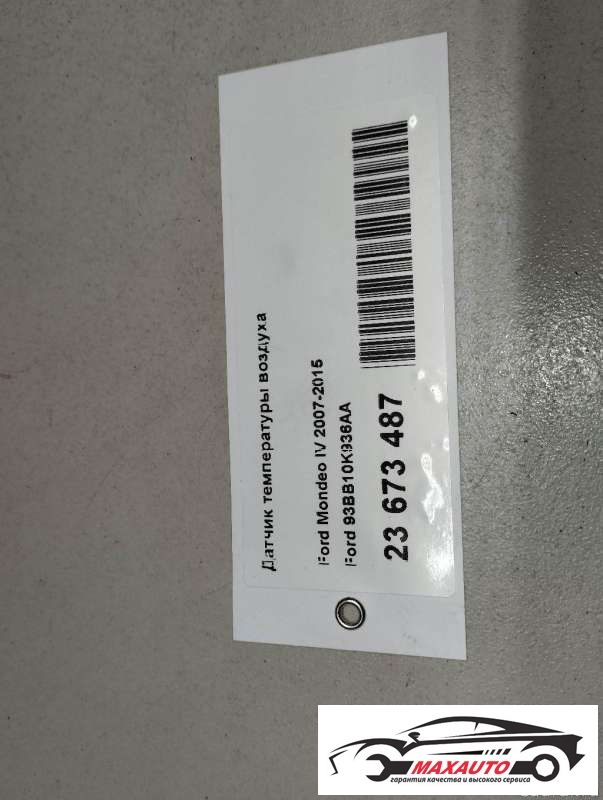 Датчик температуры воздуха
Ford Mondeo IV 2007-2015
Ford 93BB10K936AA
23 673 487
MAXAUTO
гарантия качества и высокого сервиса